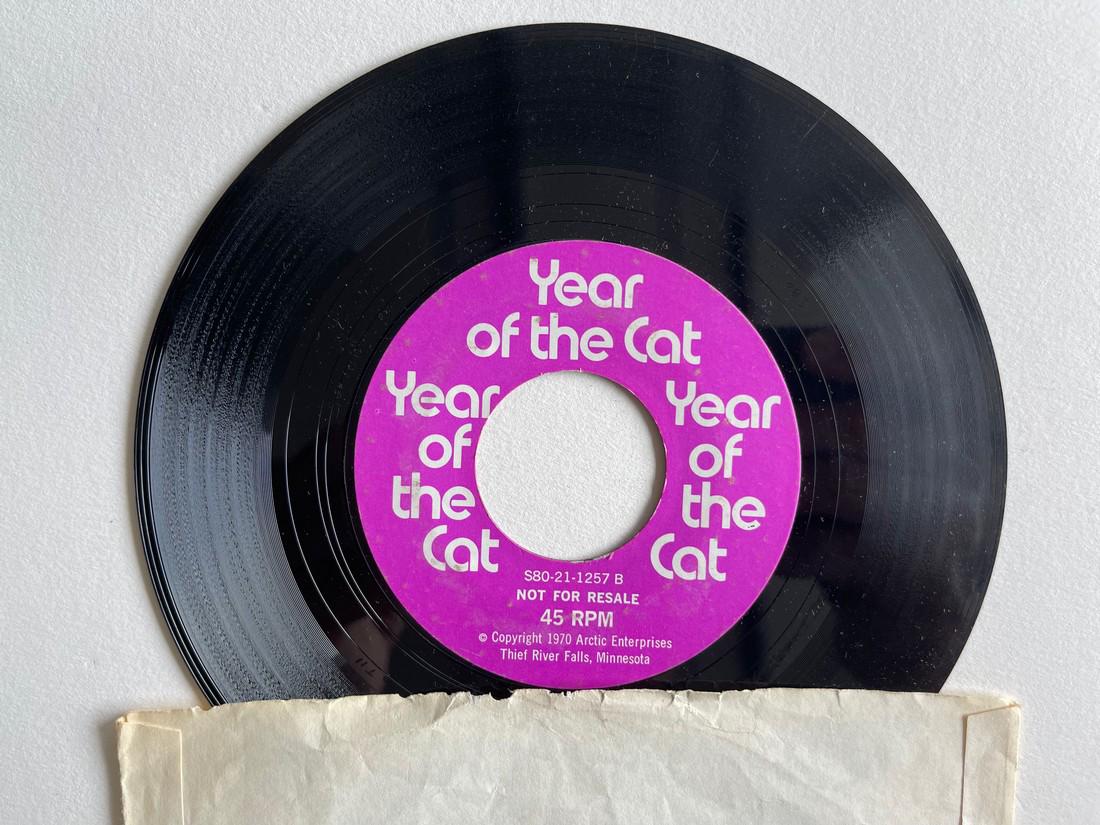 Year
of the Cat
Year
of
the
Cat
Year
of
the
Cat
S80-21-1257 B
NOT FOR RESALE
45 RPM
© Copyright 1970 Arctic Enterprises
Thief River Falls, Minnesota